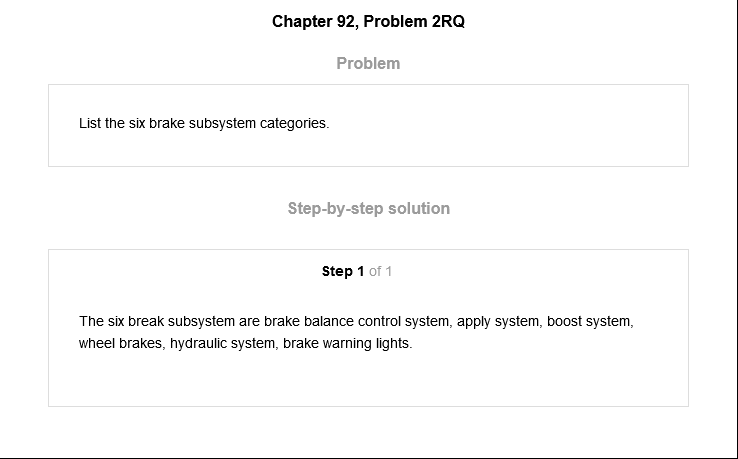 Chapter 92, Problem 2RQ
Problem
List the six brake subsystem categories.
Step-by-step solution
Step 1 of 1
The six break subsystem are brake balance control system, apply system, boost system,
wheel brakes, hydraulic system, brake warning lights.